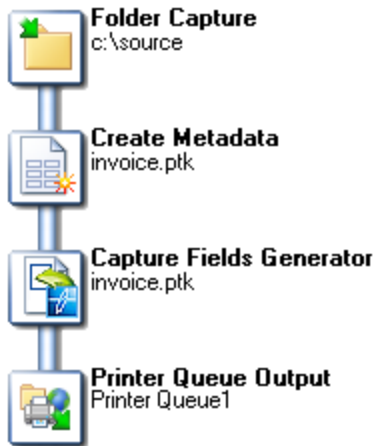 Folder Capture
c:\source
Create Metadata
invoice.ptk
Capture Fields Generator
invoice.ptk
Printer Queue Output
Printer Queue1